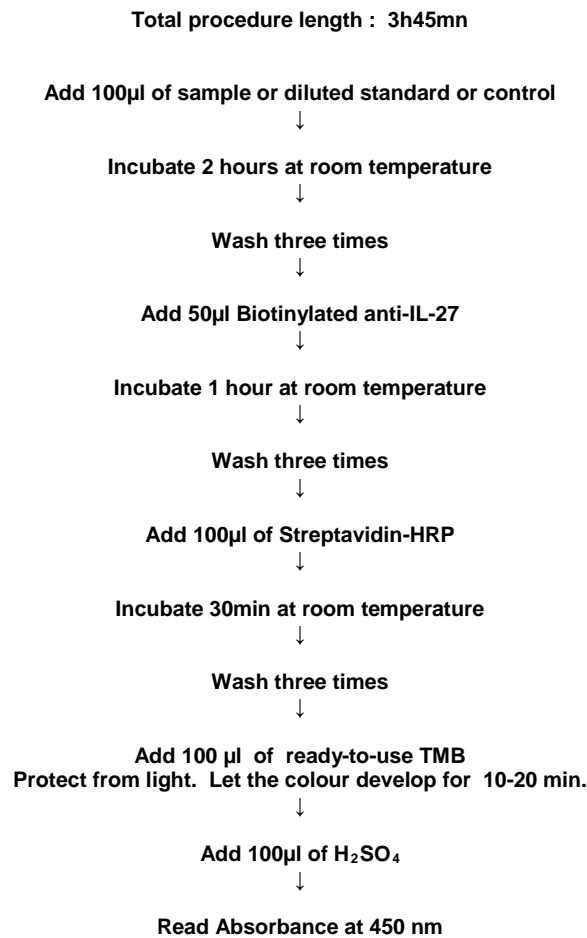 Total procedure length : 3h45mn
Add 100µl of sample or diluted standard or control
↓
Incubate 2 hours at room temperature
↓
Wash three times
↓
Add 50µl Biotinylated anti-IL-27
↓
Incubate 1 hour at room temperature
↓
Wash three times
↓
Add 100µl of Streptavidin-HRP
↓
Incubate 30min at room temperature
↓
Wash three times
↓
Add 100 µl of ready-to-use TMB
Protect from light. Let the colour develop for 10-20 min.
↓
Add 100µl of H₂SO₄
↓
Read Absorbance at 450 nm